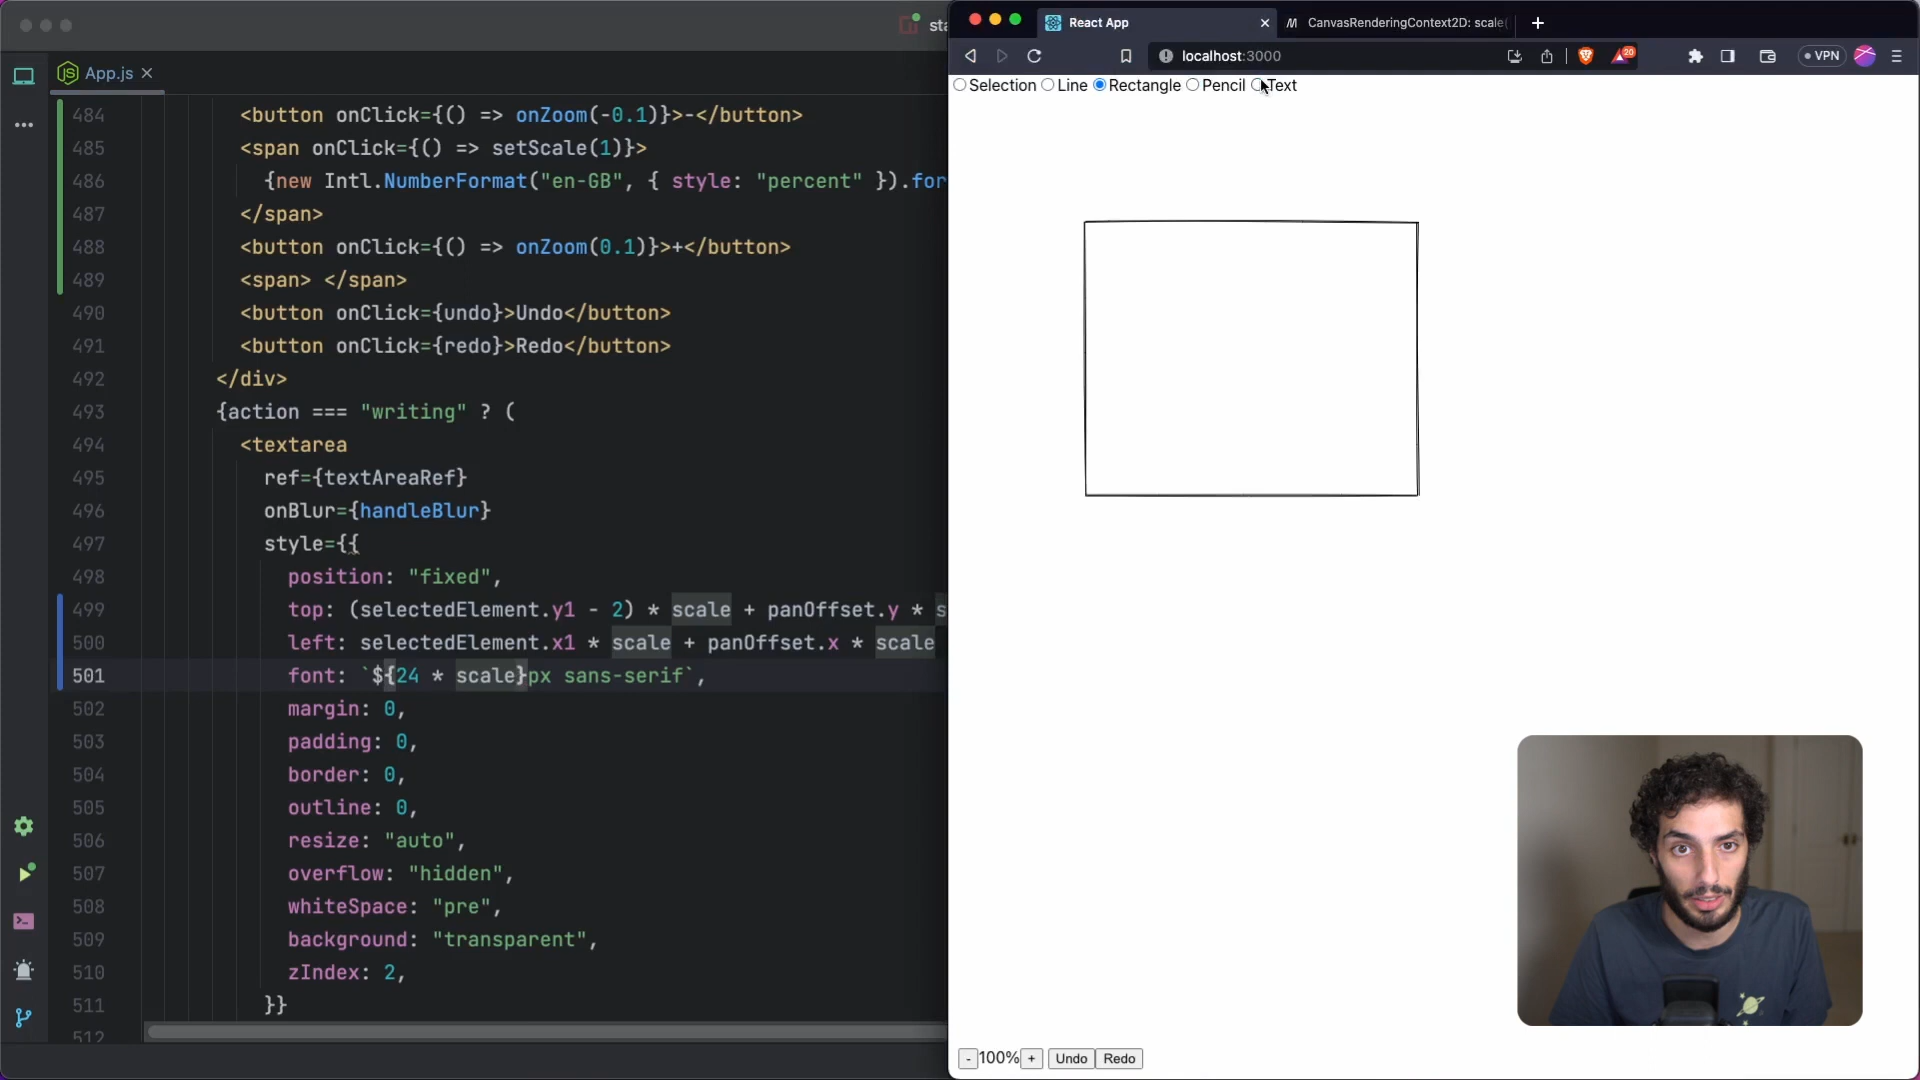 sta
App.js
484 <button onClick={() => onZoom(-0.1)}>-</button>
485 <span onClick={() => setScale(1)}>
486 {new Intl.NumberFormat("en-GB", { style: "percent" }).for
487 </span>
488 <button onClick={() => onZoom(0.1)}>+</button>
489 <span> </span>
490 <button onClick={undo}>Undo</button>
491 <button onClick={redo}>Redo</button>
492 </div>
493 {action === "writing" ? (
494 <textarea
495 ref={textAreaRef}
496 onBlur={handleBlur}
497 style={{
498 position: "fixed",
499 top: (selectedElement.y1 - 2) * scale + panOffset.y * s
500 left: selectedElement.x1 * scale + panOffset.x * scale
501 font: `${24 * scale}px sans-serif`,
502 margin: 0,
503 padding: 0,
504 border: 0,
505 outline: 0,
506 resize: "auto",
507 overflow: "hidden",
508 whiteSpace: "pre",
509 background: "transparent",
510 zIndex: 2,
511 }}
512
React App
CanvasRenderingContext2D: scale(
localhost:3000
20
VPN
Selection Line Rectangle Pencil Text
- 100% + Undo Redo